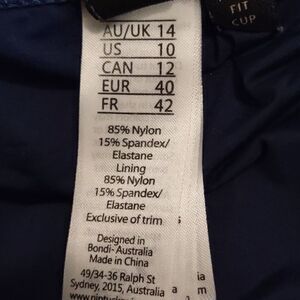 FIT
CUP
AU/UK 14
US 10
CAN 12
EUR 40
FR 42
85% Nylon
15% Spandex/
Elastane
Lining
85% Nylon
15% Spandex/
Elastane
Exclusive of trim
Designed in
Bondi-Australia
Made in China
49/34-36 Ralph St
Sydney, 2015, Australia
ia
a
m